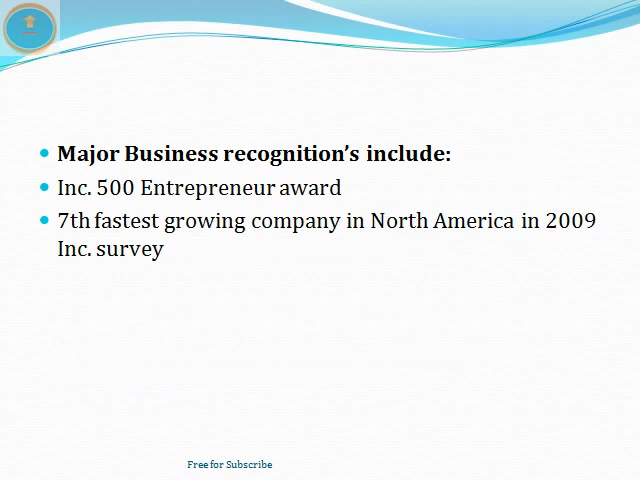 Major Business recognition’s include:
Inc. 500 Entrepreneur award
7th fastest growing company in North America in 2009
Inc. survey
Free for Subscribe